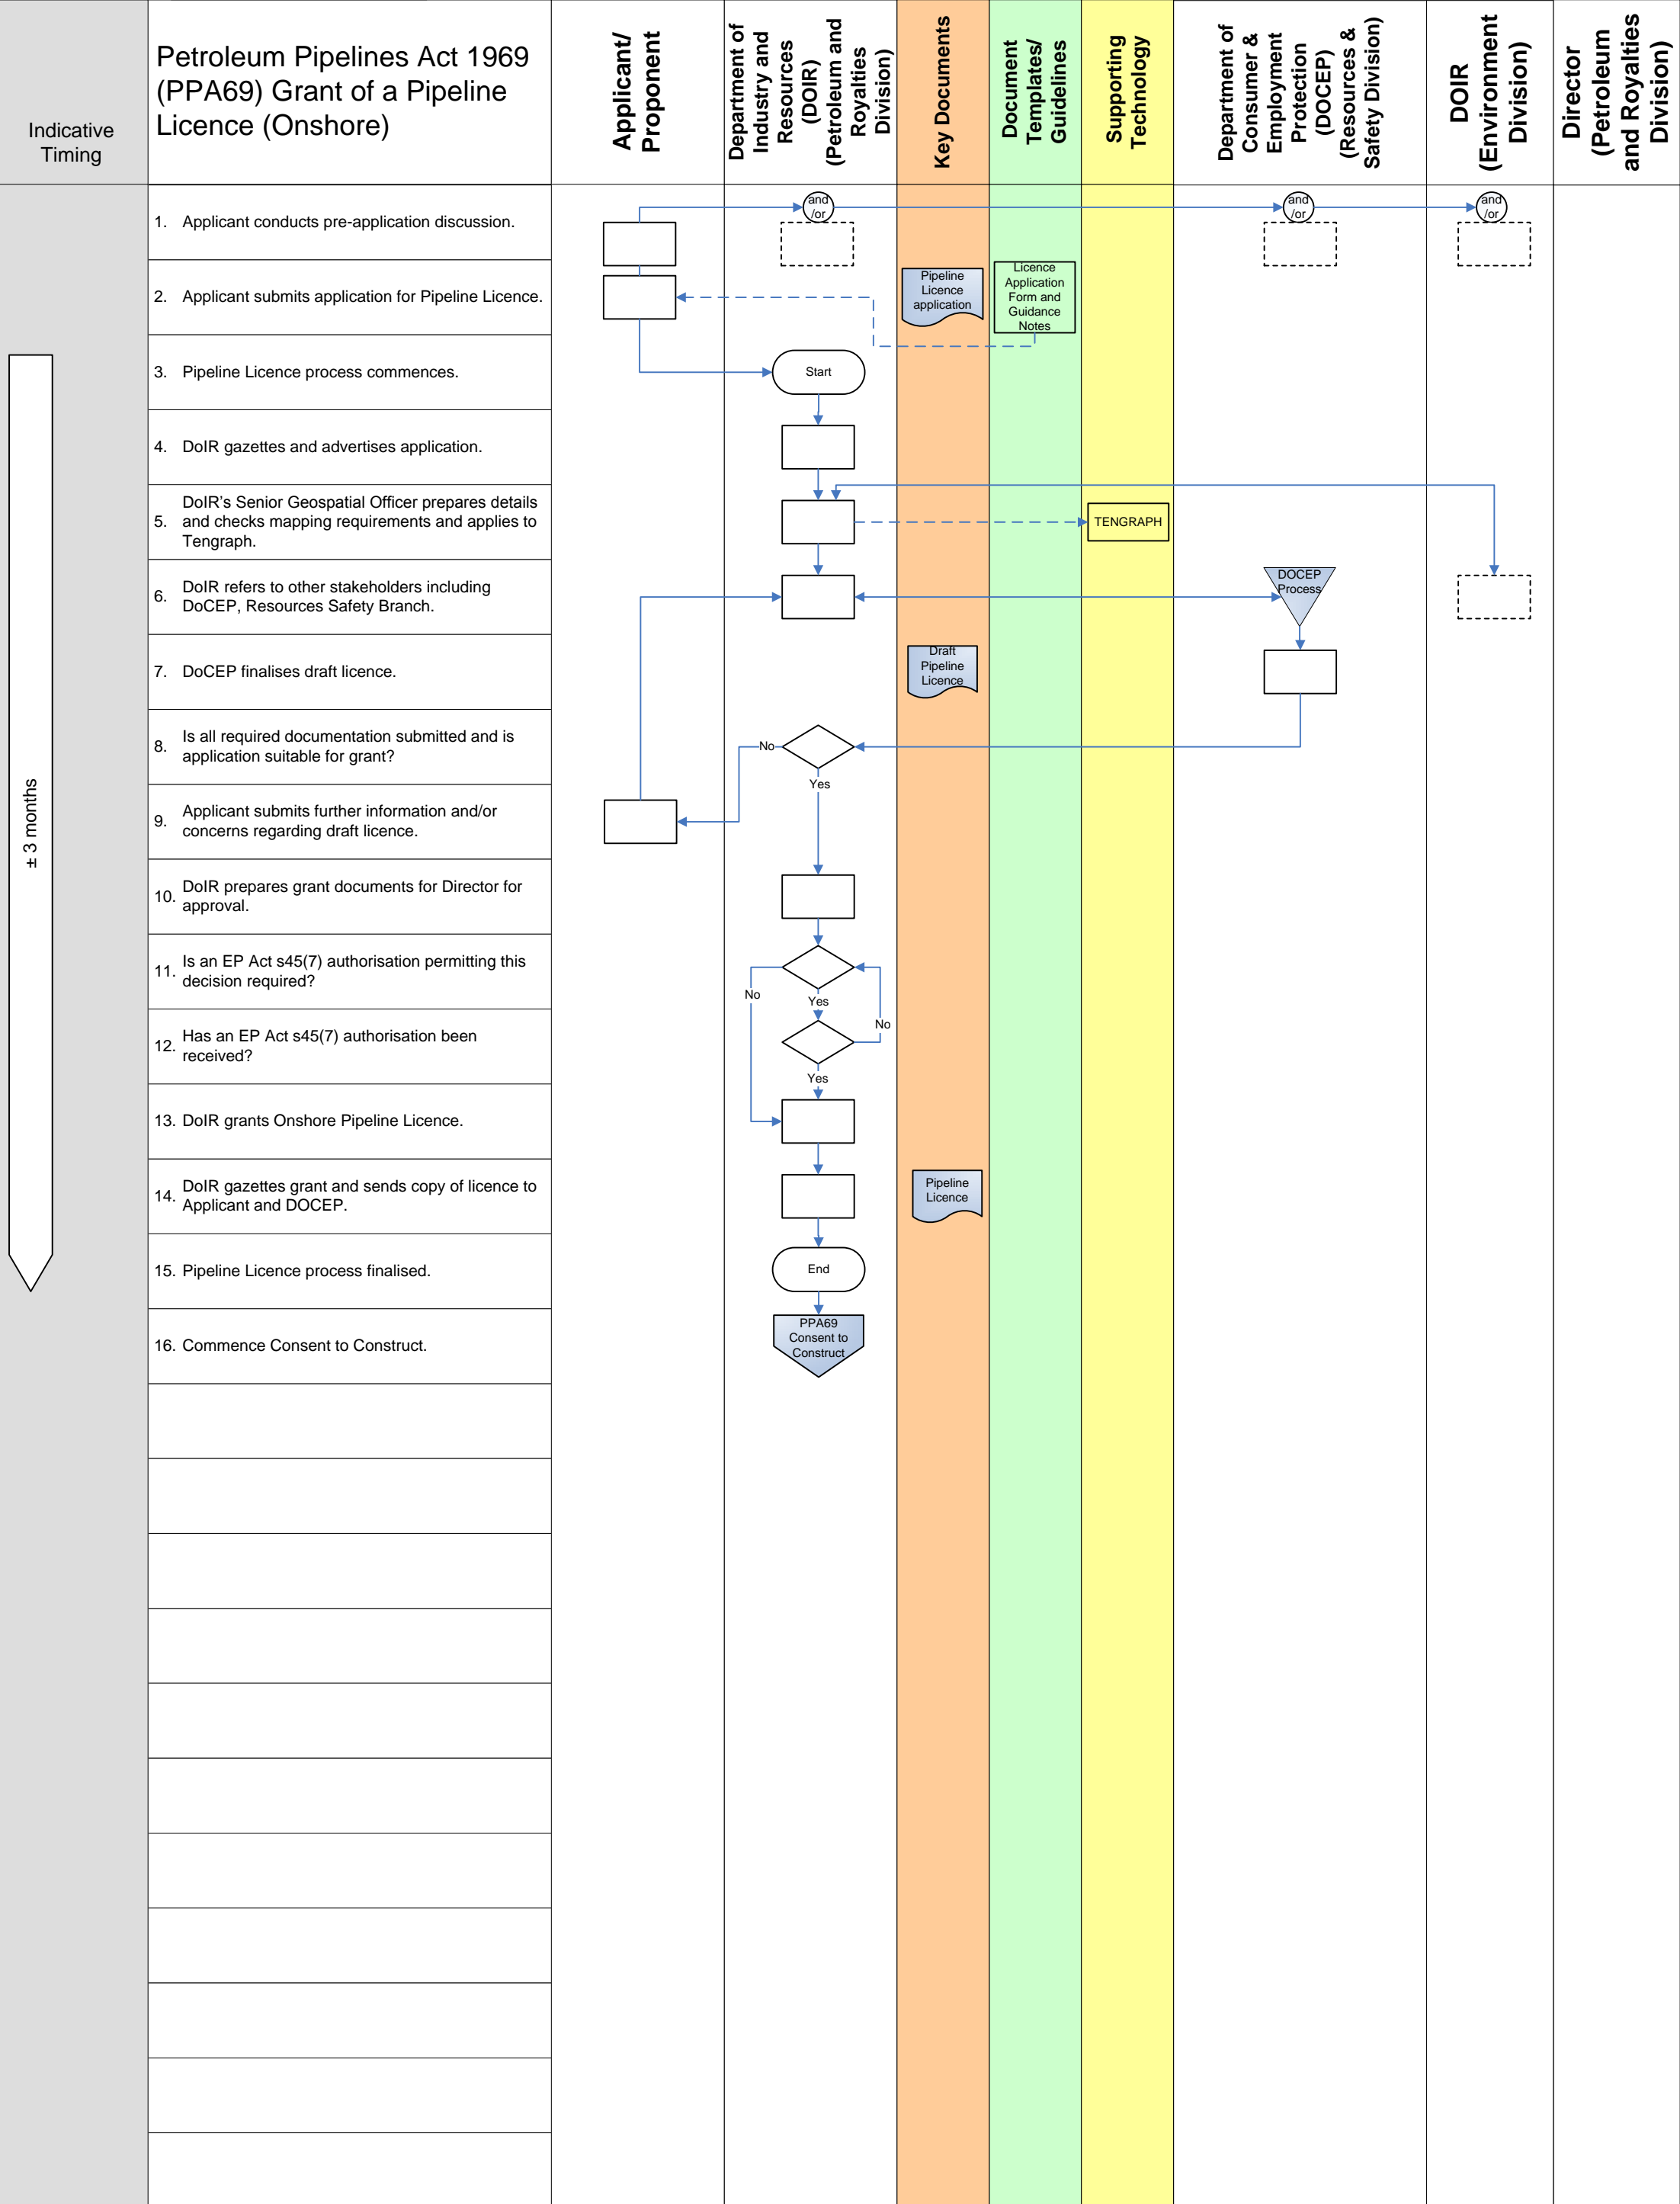 Indicative
Timing
Petroleum Pipelines Act 1969
(PPA69) Grant of a Pipeline
Licence (Onshore)
Applicant/
Proponent
Department of
Industry and
Resources
(DOIR)
(Petroleum and
Royalties
Division)
Key Documents
Document
Templates/
Guidelines
Supporting
Technology
Department of
Consumer &
Employment
Protection
(DOCEP)
(Resources &
Safety Division)
DOIR
(Environment
Division)
Director
(Petroleum
and Royalties
Division)
± 3 months
1. Applicant conducts pre-application discussion.
and
/or
and
/or
and
/or
2. Applicant submits application for Pipeline Licence.
Pipeline
Licence
application
Licence
Application
Form and
Guidance
Notes
3. Pipeline Licence process commences.
Start
4. DoIR gazettes and advertises application.
5. DoIR's Senior Geospatial Officer prepares details
and checks mapping requirements and applies to
Tengraph.
TENGRAPH
6. DoIR refers to other stakeholders including
DoCEP, Resources Safety Branch.
DOCEP
Process
7. DoCEP finalises draft licence.
Draft
Pipeline
Licence
8. Is all required documentation submitted and is
application suitable for grant?
No
Yes
9. Applicant submits further information and/or
concerns regarding draft licence.
10. DoIR prepares grant documents for Director for
approval.
11. Is an EP Act s45(7) authorisation permitting this
decision required?
No
Yes
12. Has an EP Act s45(7) authorisation been
received?
No
Yes
13. DoIR grants Onshore Pipeline Licence.
14. DoIR gazettes grant and sends copy of licence to
Applicant and DOCEP.
Pipeline
Licence
15. Pipeline Licence process finalised.
End
16. Commence Consent to Construct.
PPA69
Consent to
Construct